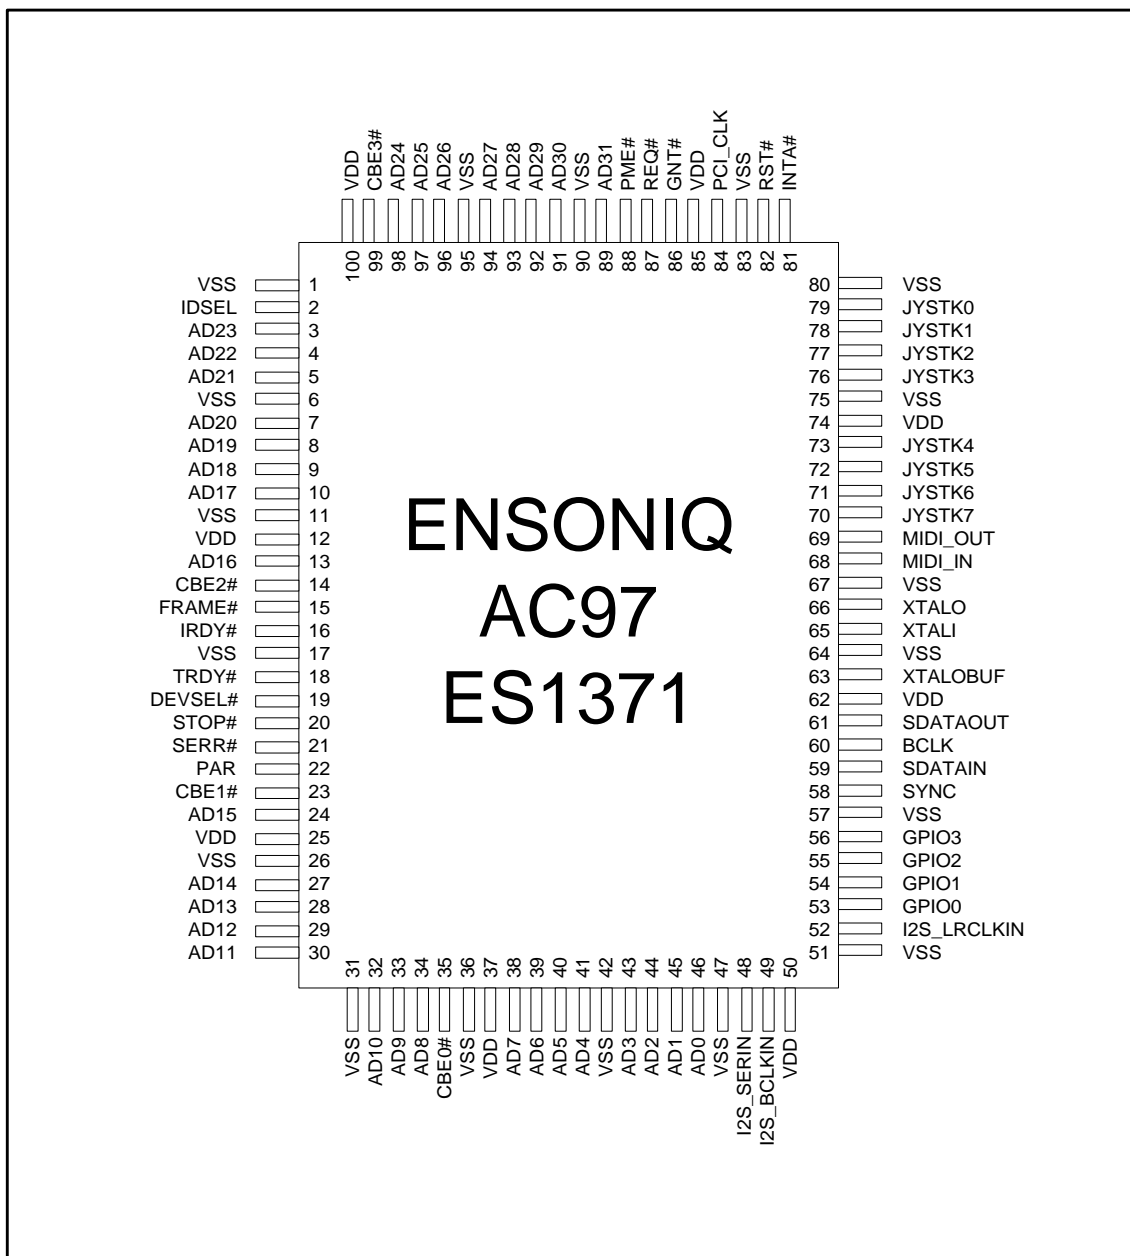 VDD
CBE3#
AD24
AD25
AD26
VSS
AD27
AD28
AD29
AD30
VSS
AD31
PME#
REQ#
GNT#
VDD
PCI_CLK
VSS
RST#
INTA#
100
99
98
97
96
95
94
93
92
91
90
89
88
87
86
85
84
83
82
81
VSS 1
IDSEL 2
AD23 3
AD22 4
AD21 5
VSS 6
AD20 7
AD19 8
AD18 9
AD17 10
VSS 11
VDD 12
AD16 13
CBE2# 14
FRAME# 15
IRDY# 16
VSS 17
TRDY# 18
DEVSEL# 19
STOP# 20
SERR# 21
PAR 22
CBE1# 23
AD15 24
VDD 25
VSS 26
AD14 27
AD13 28
AD12 29
AD11 30
ENSONIQ
AC97
ES1371
80 VSS
79 JYSTK0
78 JYSTK1
77 JYSTK2
76 JYSTK3
75 VSS
74 VDD
73 JYSTK4
72 JYSTK5
71 JYSTK6
70 JYSTK7
69 MIDI_OUT
68 MIDI_IN
67 VSS
66 XTALO
65 XTALI
64 VSS
63 XTALOBUF
62 VDD
61 SDATAOUT
60 BCLK
59 SDATAIN
58 SYNC
57 VSS
56 GPIO3
55 GPIO2
54 GPIO1
53 GPIO0
52 I2S_LRCLKIN
51 VSS
31
32
33
34
35
36
37
38
39
40
41
42
43
44
45
46
47
48
49
50
VSS
AD10
AD9
AD8
CBE0#
VSS
VDD
AD7
AD6
AD5
AD4
VSS
AD3
AD2
AD1
AD0
VSS
I2S_SERIN
I2S_BCLKIN
VDD